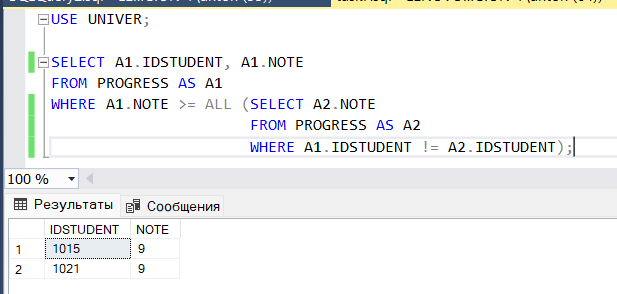 USE UNIVER;
SELECT A1.IDSTUDENT, A1.NOTE
FROM PROGRESS AS A1
WHERE A1.NOTE >= ALL (SELECT A2.NOTE
FROM PROGRESS AS A2
WHERE A1.IDSTUDENT != A2.IDSTUDENT);
100 %
Результаты Сообщения
IDSTUDENT NOTE
1 1015 9
2 1021 9